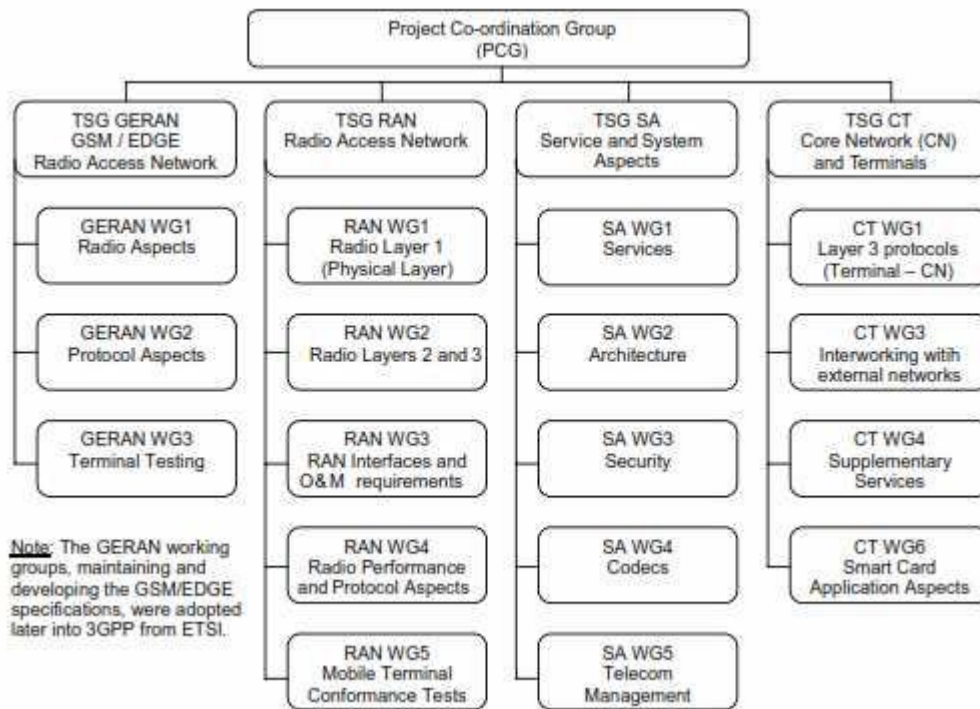 Project Co-ordination Group
(PCG)
TSG GERAN
GSM / EDGE
Radio Access Network
GERAN WG1
Radio Aspects
GERAN WG2
Protocol Aspects
GERAN WG3
Terminal Testing
Note: The GERAN working
groups, maintaining and
developing the GSM/EDGE
specifications, were adopted
later into 3GPP from ETSI.
TSG RAN
Radio Access Network
RAN WG1
Radio Layer 1
(Physical Layer)
RAN WG2
Radio Layers 2 and 3
RAN WG3
RAN Interfaces and
O&M requirements
RAN WG4
Radio Performance
and Protocol Aspects
RAN WG5
Mobile Terminal
Conformance Tests
TSG SA
Service and System
Aspects
SA WG1
Services
SA WG2
Architecture
SA WG3
Security
SA WG4
Codecs
SA WG5
Telecom
Management
TSG CT
Core Network (CN)
and Terminals
CT WG1
Layer 3 protocols
(Terminal – CN)
CT WG3
Interworking witih
external networks
CT WG4
Supplementary
Services
CT WG6
Smart Card
Application Aspects